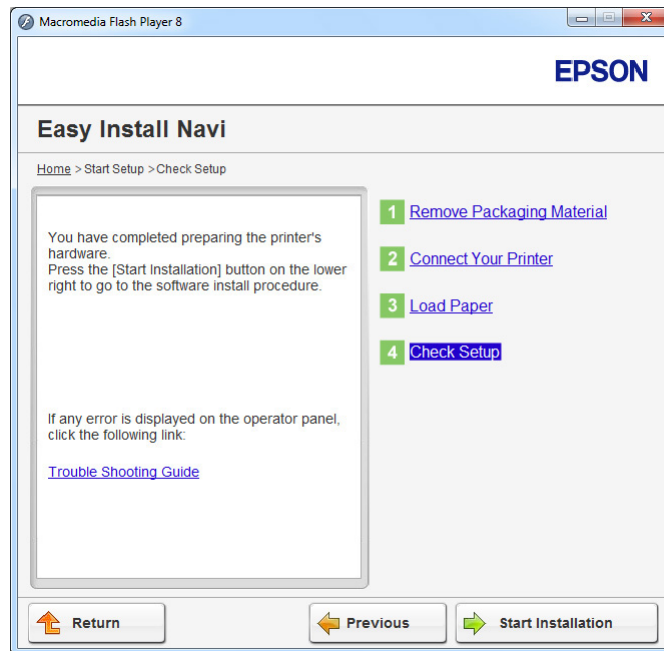 Macromedia Flash Player 8
EPSON
Easy Install Navi
Home > Start Setup >Check Setup
You have completed preparing the printer's
hardware.
Press the [Start Installation] button on the lower
right to go to the software install procedure.
If any error is displayed on the operator panel,
click the following link:
Trouble Shooting Guide
1 Remove Packaging Material
2 Connect Your Printer
3 Load Paper
4 Check Setup
Return
Previous
Start Installation